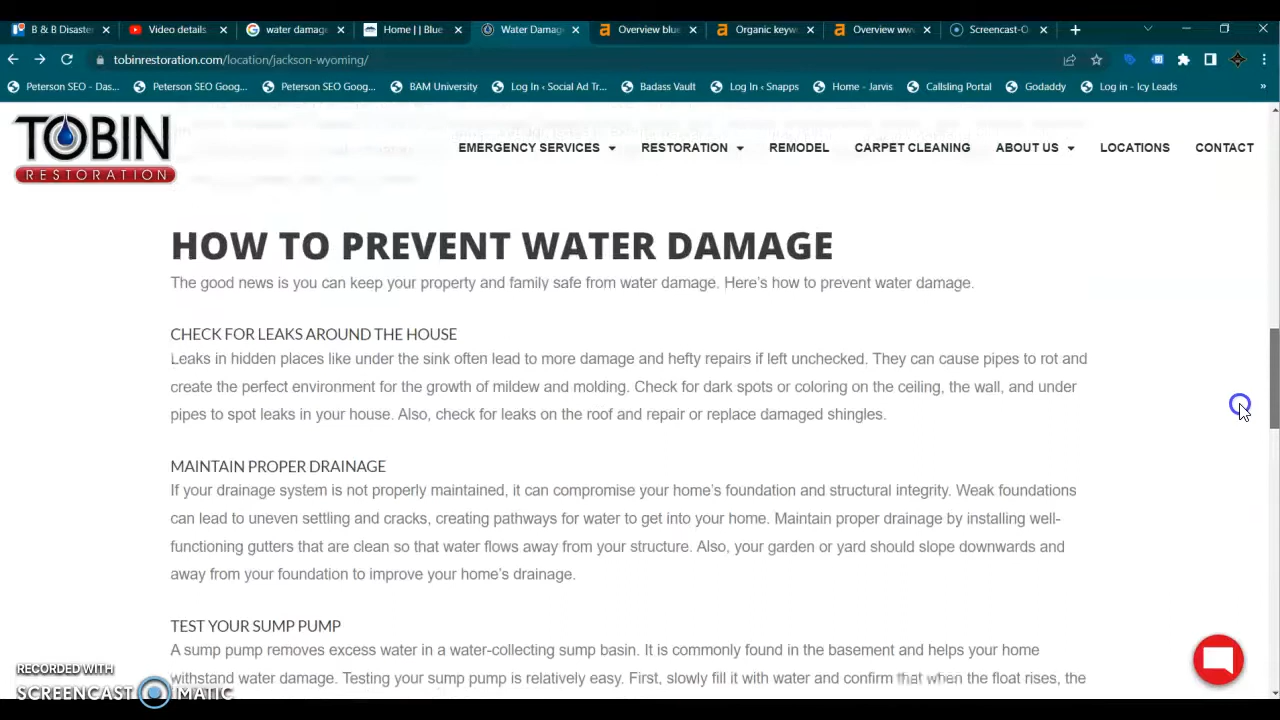 B & B Disaster
Video details
water damage
Home | | Blue
Water Damag
Overview blue
Organic keyw
Overview ww
Screencast-O
tobinrestoration.com/location/jackson-wyoming/
Peterson SEO - Das...
Peterson SEO Goog...
Peterson SEO Goog...
BAM University
Log In ‹ Social Ad Tr...
Badass Vault
Log In ‹ Snapps
Home - Jarvis
Callsling Portal
Godaddy
Log in - Icy Leads
»
TOBIN
RESTORATION
EMERGENCY SERVICES RESTORATION REMODEL CARPET CLEANING ABOUT US LOCATIONS CONTACT
HOW TO PREVENT WATER DAMAGE
The good news is you can keep your property and family safe from water damage. Here’s how to prevent water damage.
CHECK FOR LEAKS AROUND THE HOUSE
Leaks in hidden places like under the sink often lead to more damage and hefty repairs if left unchecked. They can cause pipes to rot and
create the perfect environment for the growth of mildew and molding. Check for dark spots or coloring on the ceiling, the wall, and under
pipes to spot leaks in your house. Also, check for leaks on the roof and repair or replace damaged shingles.
MAINTAIN PROPER DRAINAGE
If your drainage system is not properly maintained, it can compromise your home’s foundation and structural integrity. Weak foundations
can lead to uneven settling and cracks, creating pathways for water to get into your home. Maintain proper drainage by installing well-
functioning gutters that are clean so that water flows away from your structure. Also, your garden or yard should slope downwards and
away from your foundation to improve your home’s drainage.
TEST YOUR SUMP PUMP
A sump pump removes excess water in a water-collecting sump basin. It is commonly found in the basement and helps your home
withstand water damage. Testing your sump pump is relatively easy. First, slowly fill it with water and confirm that when the float rises, the
RECORDED WITH
SCREENCAST MATIC